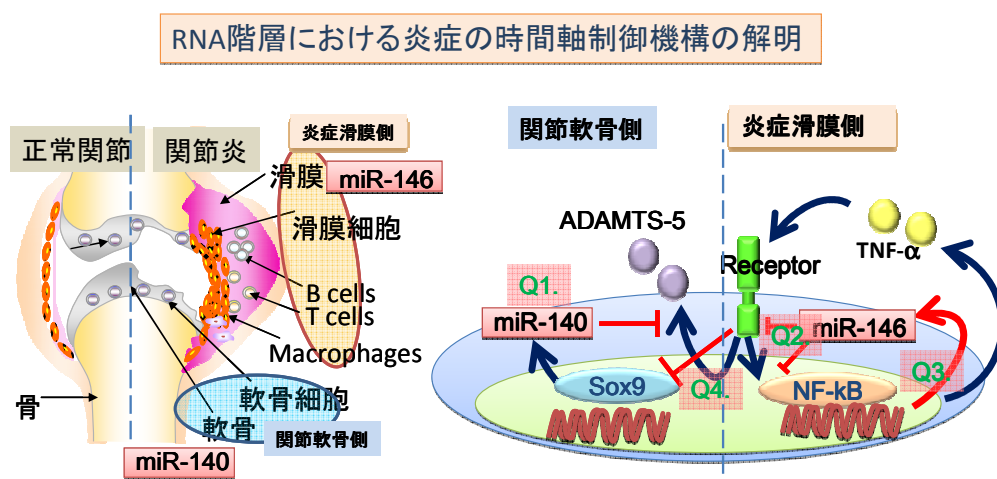 RNA階層における炎症の時間軸制御機構の解明
正常関節
関節炎
炎症滑膜側
滑膜
miR-146
滑膜細胞
B cells
T cells
Macrophages
軟骨細胞
軟骨
関節軟骨側
骨
miR-140
関節軟骨側
炎症滑膜側
ADAMTS-5
TNF-α
Receptor
Q1.
miR-140
Q2.
miR-146
Sox9
Q4.
NF-kB
Q3.